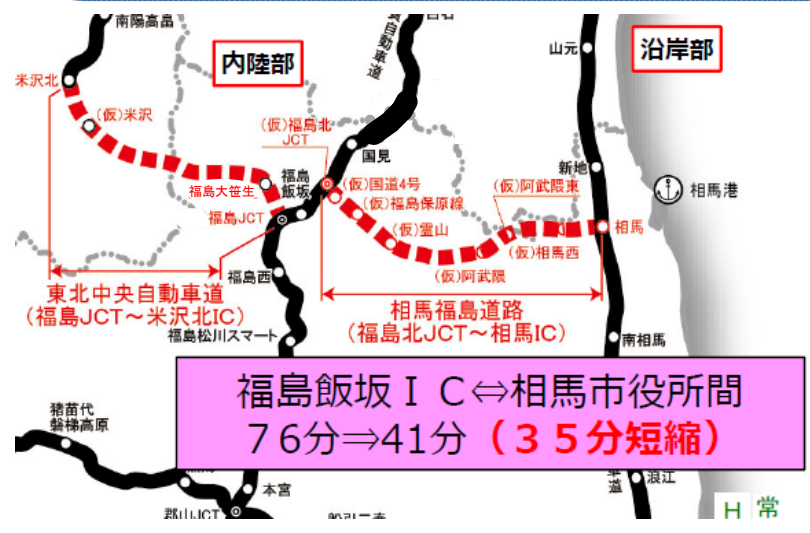 南陽高畠
内陸部
自動車道
白石
山元
沿岸部
米沢北
(仮)米沢
(仮)福島北
JCT
国見
福島大笹生
福島
飯坂
(仮)国道4号
(仮)福島保原線
(仮)霊山
(仮)阿武隈東
新地
相馬港
福島JCT
相馬
(仮)相馬西
(仮)阿武隈
福島西
東北中央自動車道
(福島JCT～米沢北IC)
相馬福島道路
(福島北JCT～相馬IC)
福島松川スマート
南相馬
福島飯坂ＩＣ⇔相馬市役所間
７６分⇒41分（３５分短縮）
猪苗代
磐梯高原
本宮
郡山JCT
浪江
車道
H 常